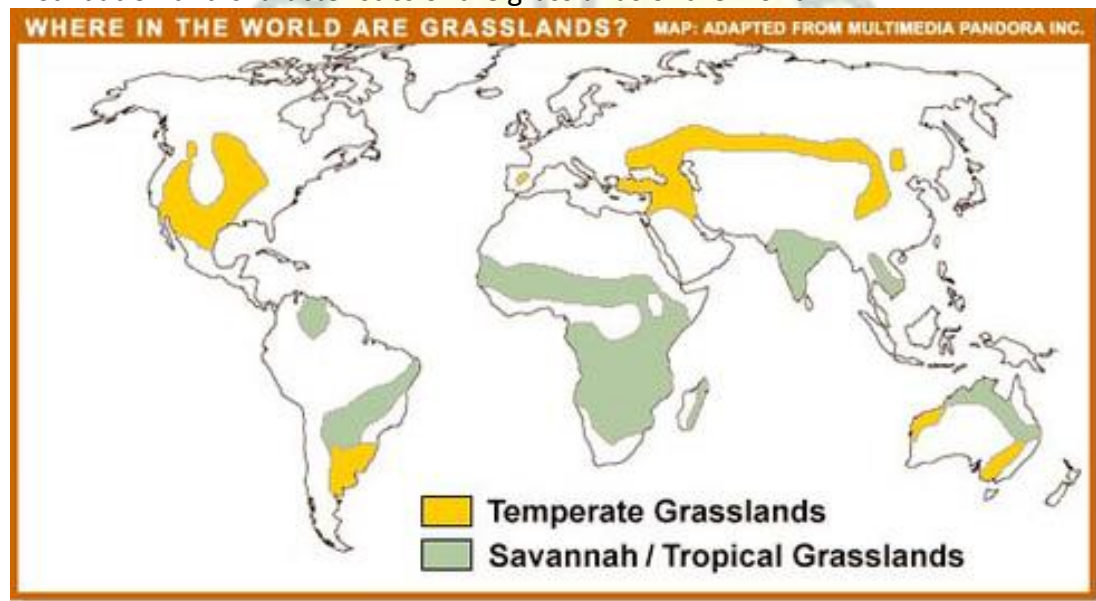 WHERE IN THE WORLD ARE GRASSLANDS? MAP: ADAPTED FROM MULTIMEDIA PANDORA INC.
Temperate Grasslands
Savannah / Tropical Grasslands